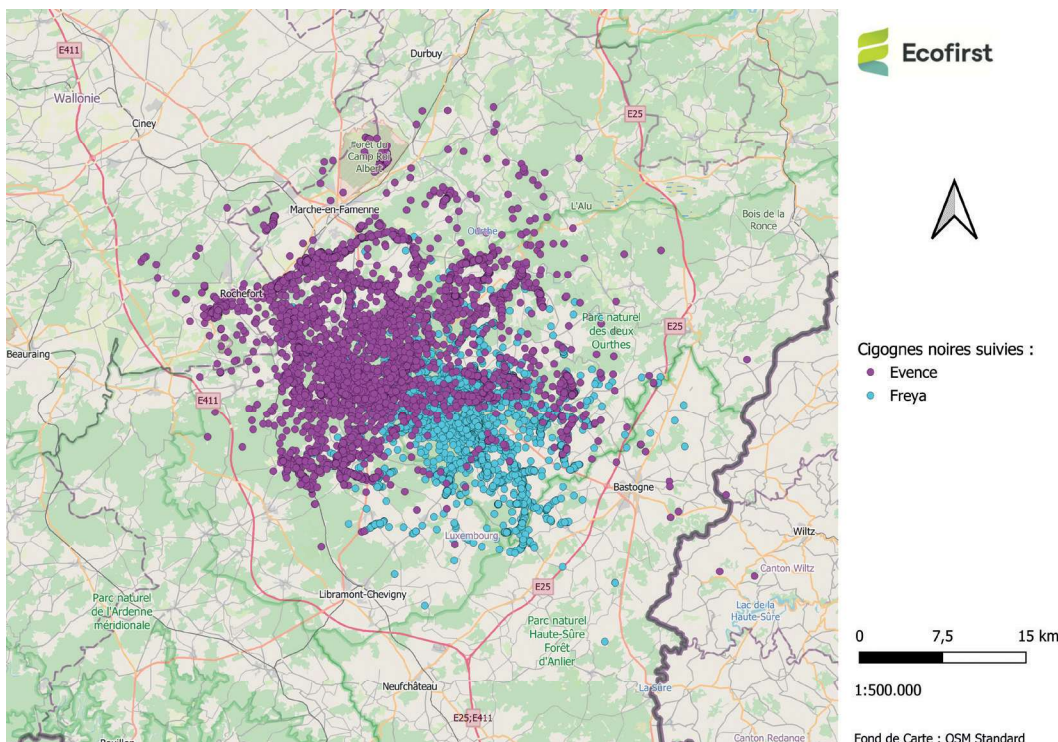 E411
Wallonie
Ciney
Durbuy
E25
Forêt du
Camp Roi
Albert
Marche-en-Famenne
L'Alu
Bois de la
Ronce
Ourthe
Rochefort
Parc naturel
des deux
Ourthes
E25
Beauraing
E411
Bastogne
Luxembourg
Wiltz
Canton Wiltz
Parc naturel
de l'Ardenne
méridionale
Libramont-Chevigny
E25
Lac de la
Haute-Sûre
Parc naturel
Haute-Sûre
Forêt
d'Anlier
Neufchâteau
La Sûre
E25;E411
Canton Redange
Ecofirst
Cigognes noires suivies :
Evence
Freya
0 7,5 15 km
1:500.000
Fond de Carte : OSM Standard